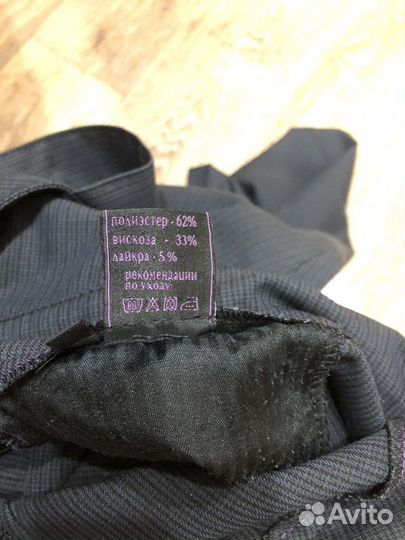 полиэстер - 62%
вискоза - 33%
лайкра - 5%
рекомендации
по уходу:
Avito